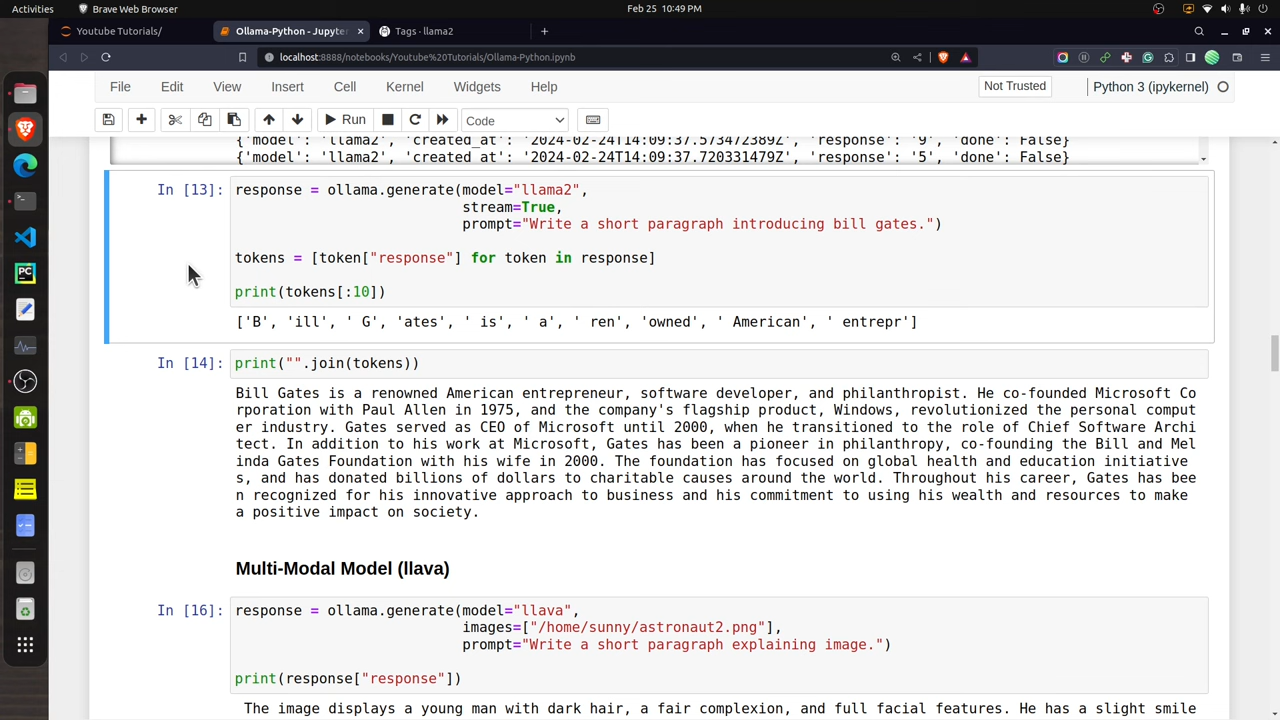 Activities
Brave Web Browser
Feb 25 10:49 PM
Youtube Tutorials/
Ollama-Python - Jupyter
Tags · llama2
localhost:8888/notebooks/Youtube%20Tutorials/Ollama-Python.ipynb
File Edit View Insert Cell Kernel Widgets Help
Not Trusted
Python 3 (ipykernel)
Run
Code
{'model': 'llama2', 'created_at': '2024-02-24T14:09:37.573472389Z', 'response': '9', 'done': False}
{'model': 'llama2', 'created_at': '2024-02-24T14:09:37.720331479Z', 'response': '5', 'done': False}
In [13]: response = ollama.generate(model="llama2",
stream=True,
prompt="Write a short paragraph introducing bill gates.")
tokens = [token["response"] for token in response]
print(tokens[:10])
['B', 'ill', ' G', 'ates', ' is', ' a', ' ren', 'owned', ' American', ' entrepr']
In [14]: print("".join(tokens))
Bill Gates is a renowned American entrepreneur, software developer, and philanthropist. He co-founded Microsoft Co
rporation with Paul Allen in 1975, and the company's flagship product, Windows, revolutionized the personal comput
er industry. Gates served as CEO of Microsoft until 2000, when he transitioned to the role of Chief Software Archi
tect. In addition to his work at Microsoft, Gates has been a pioneer in philanthropy, co-founding the Bill and Mel
inda Gates Foundation with his wife in 2000. The foundation has focused on global health and education initiative
s, and has donated billions of dollars to charitable causes around the world. Throughout his career, Gates has bee
n recognized for his innovative approach to business and his commitment to using his wealth and resources to make
a positive impact on society.
Multi-Modal Model (llava)
In [16]: response = ollama.generate(model="llava",
images=["/home/sunny/astronaut2.png"],
prompt="Write a short paragraph explaining image.")
print(response["response"])
The image displays a young man with dark hair, a fair complexion, and full facial features. He has a slight smile